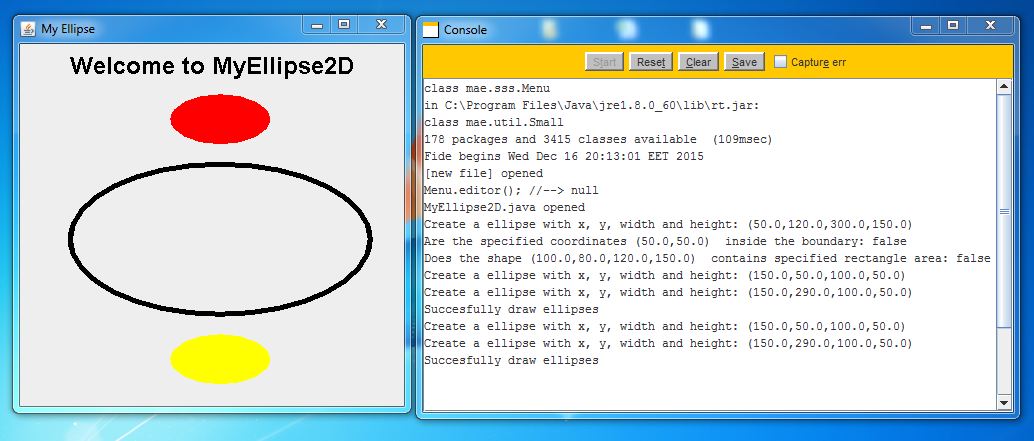 My Ellipse
Welcome to MyEllipse2D
Console
Start Reset Clear Save Capture err
class mae.sss.Menu
in C:\Program Files\Java\jre1.8.0_60\lib\rt.jar:
class mae.util.Small
178 packages and 3415 classes available  (109msec)
Fide begins Wed Dec 16 20:13:01 EET 2015
[new file] opened
Menu.editor(); //--> null
MyEllipse2D.java opened
Create a ellipse with x, y, width and height: (50.0,120.0,300.0,150.0)
Are the specified coordinates (50.0,50.0)  inside the boundary: false
Does the shape (100.0,80.0,120.0,150.0)  contains specified rectangle area: false
Create a ellipse with x, y, width and height: (150.0,50.0,100.0,50.0)
Create a ellipse with x, y, width and height: (150.0,290.0,100.0,50.0)
Succesfully draw ellipses
Create a ellipse with x, y, width and height: (150.0,50.0,100.0,50.0)
Create a ellipse with x, y, width and height: (150.0,290.0,100.0,50.0)
Succesfully draw ellipses